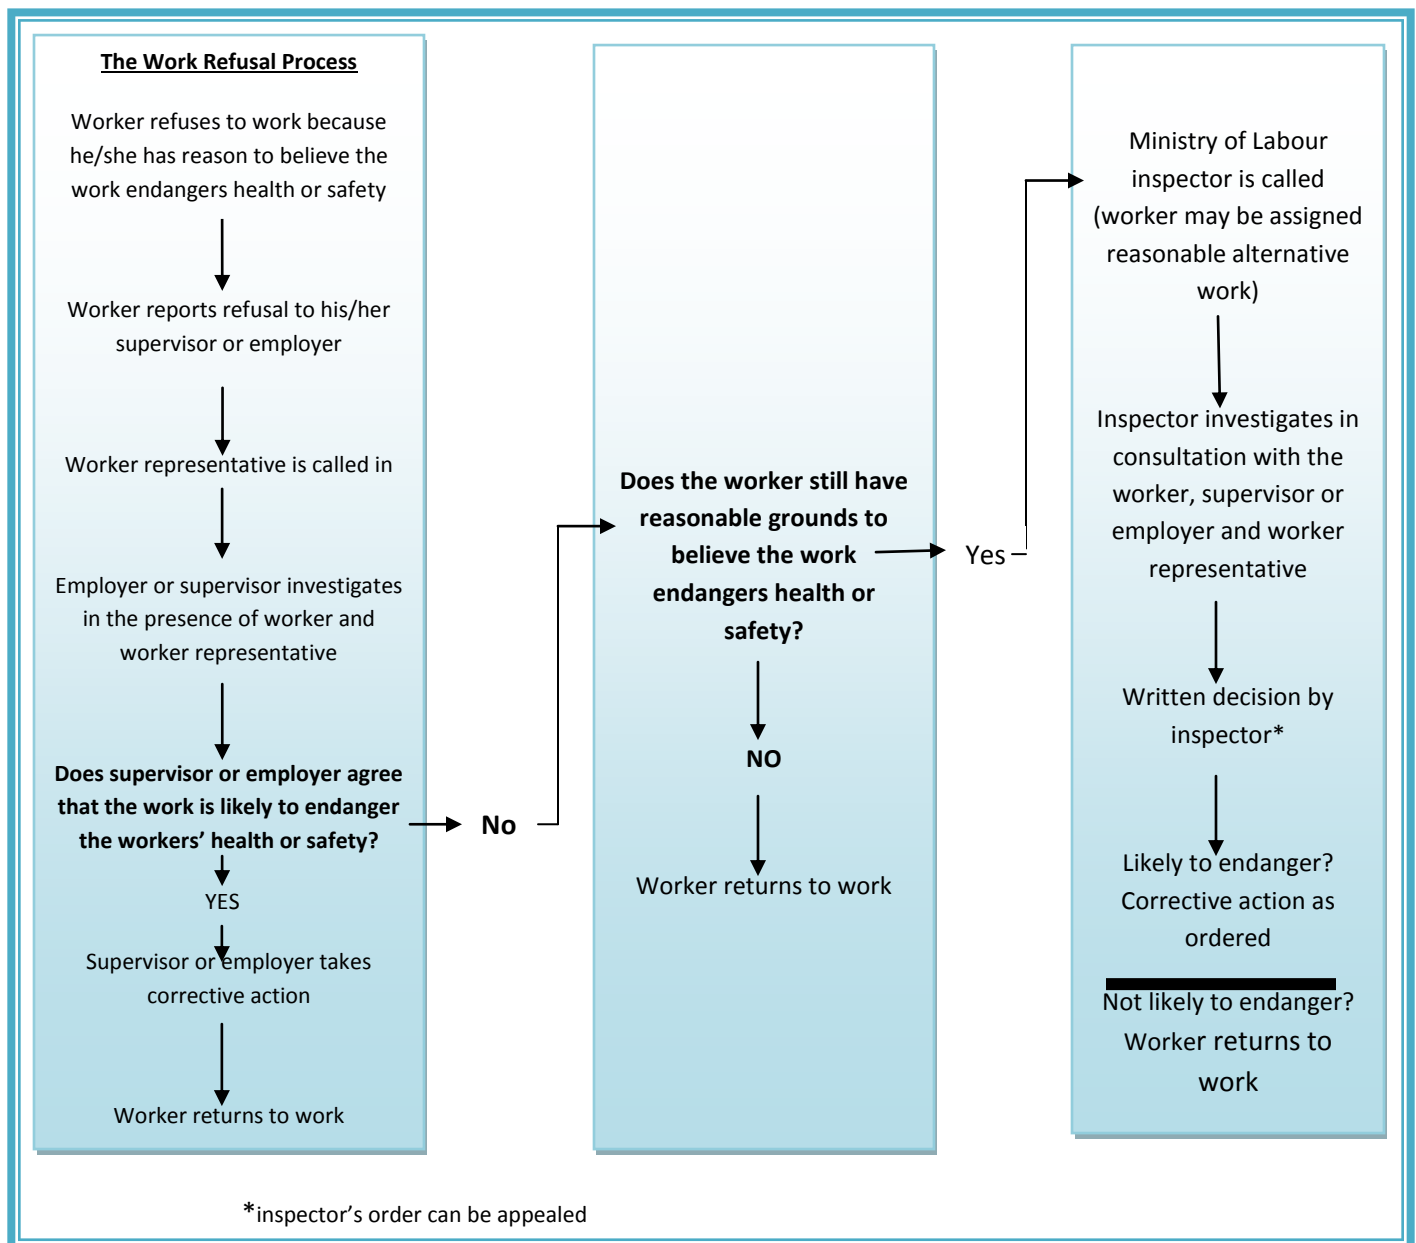 The Work Refusal Process
Worker refuses to work because
he/she has reason to believe the
work endangers health or safety
Worker reports refusal to his/her
supervisor or employer
Worker representative is called in
Employer or supervisor investigates
in the presence of worker and
worker representative
Does supervisor or employer agree
that the work is likely to endanger
the workers’ health or safety?
YES
Supervisor or employer takes
corrective action
Worker returns to work
No
Does the worker still have
reasonable grounds to
believe the work
endangers health or
safety?
NO
Worker returns to work
Yes
Ministry of Labour
inspector is called
(worker may be assigned
reasonable alternative
work)
Inspector investigates in
consultation with the
worker, supervisor or
employer and worker
representative
Written decision by
inspector*
Likely to endanger?
Corrective action as
ordered
Not likely to endanger?
Worker returns to
work
*inspector’s order can be appealed